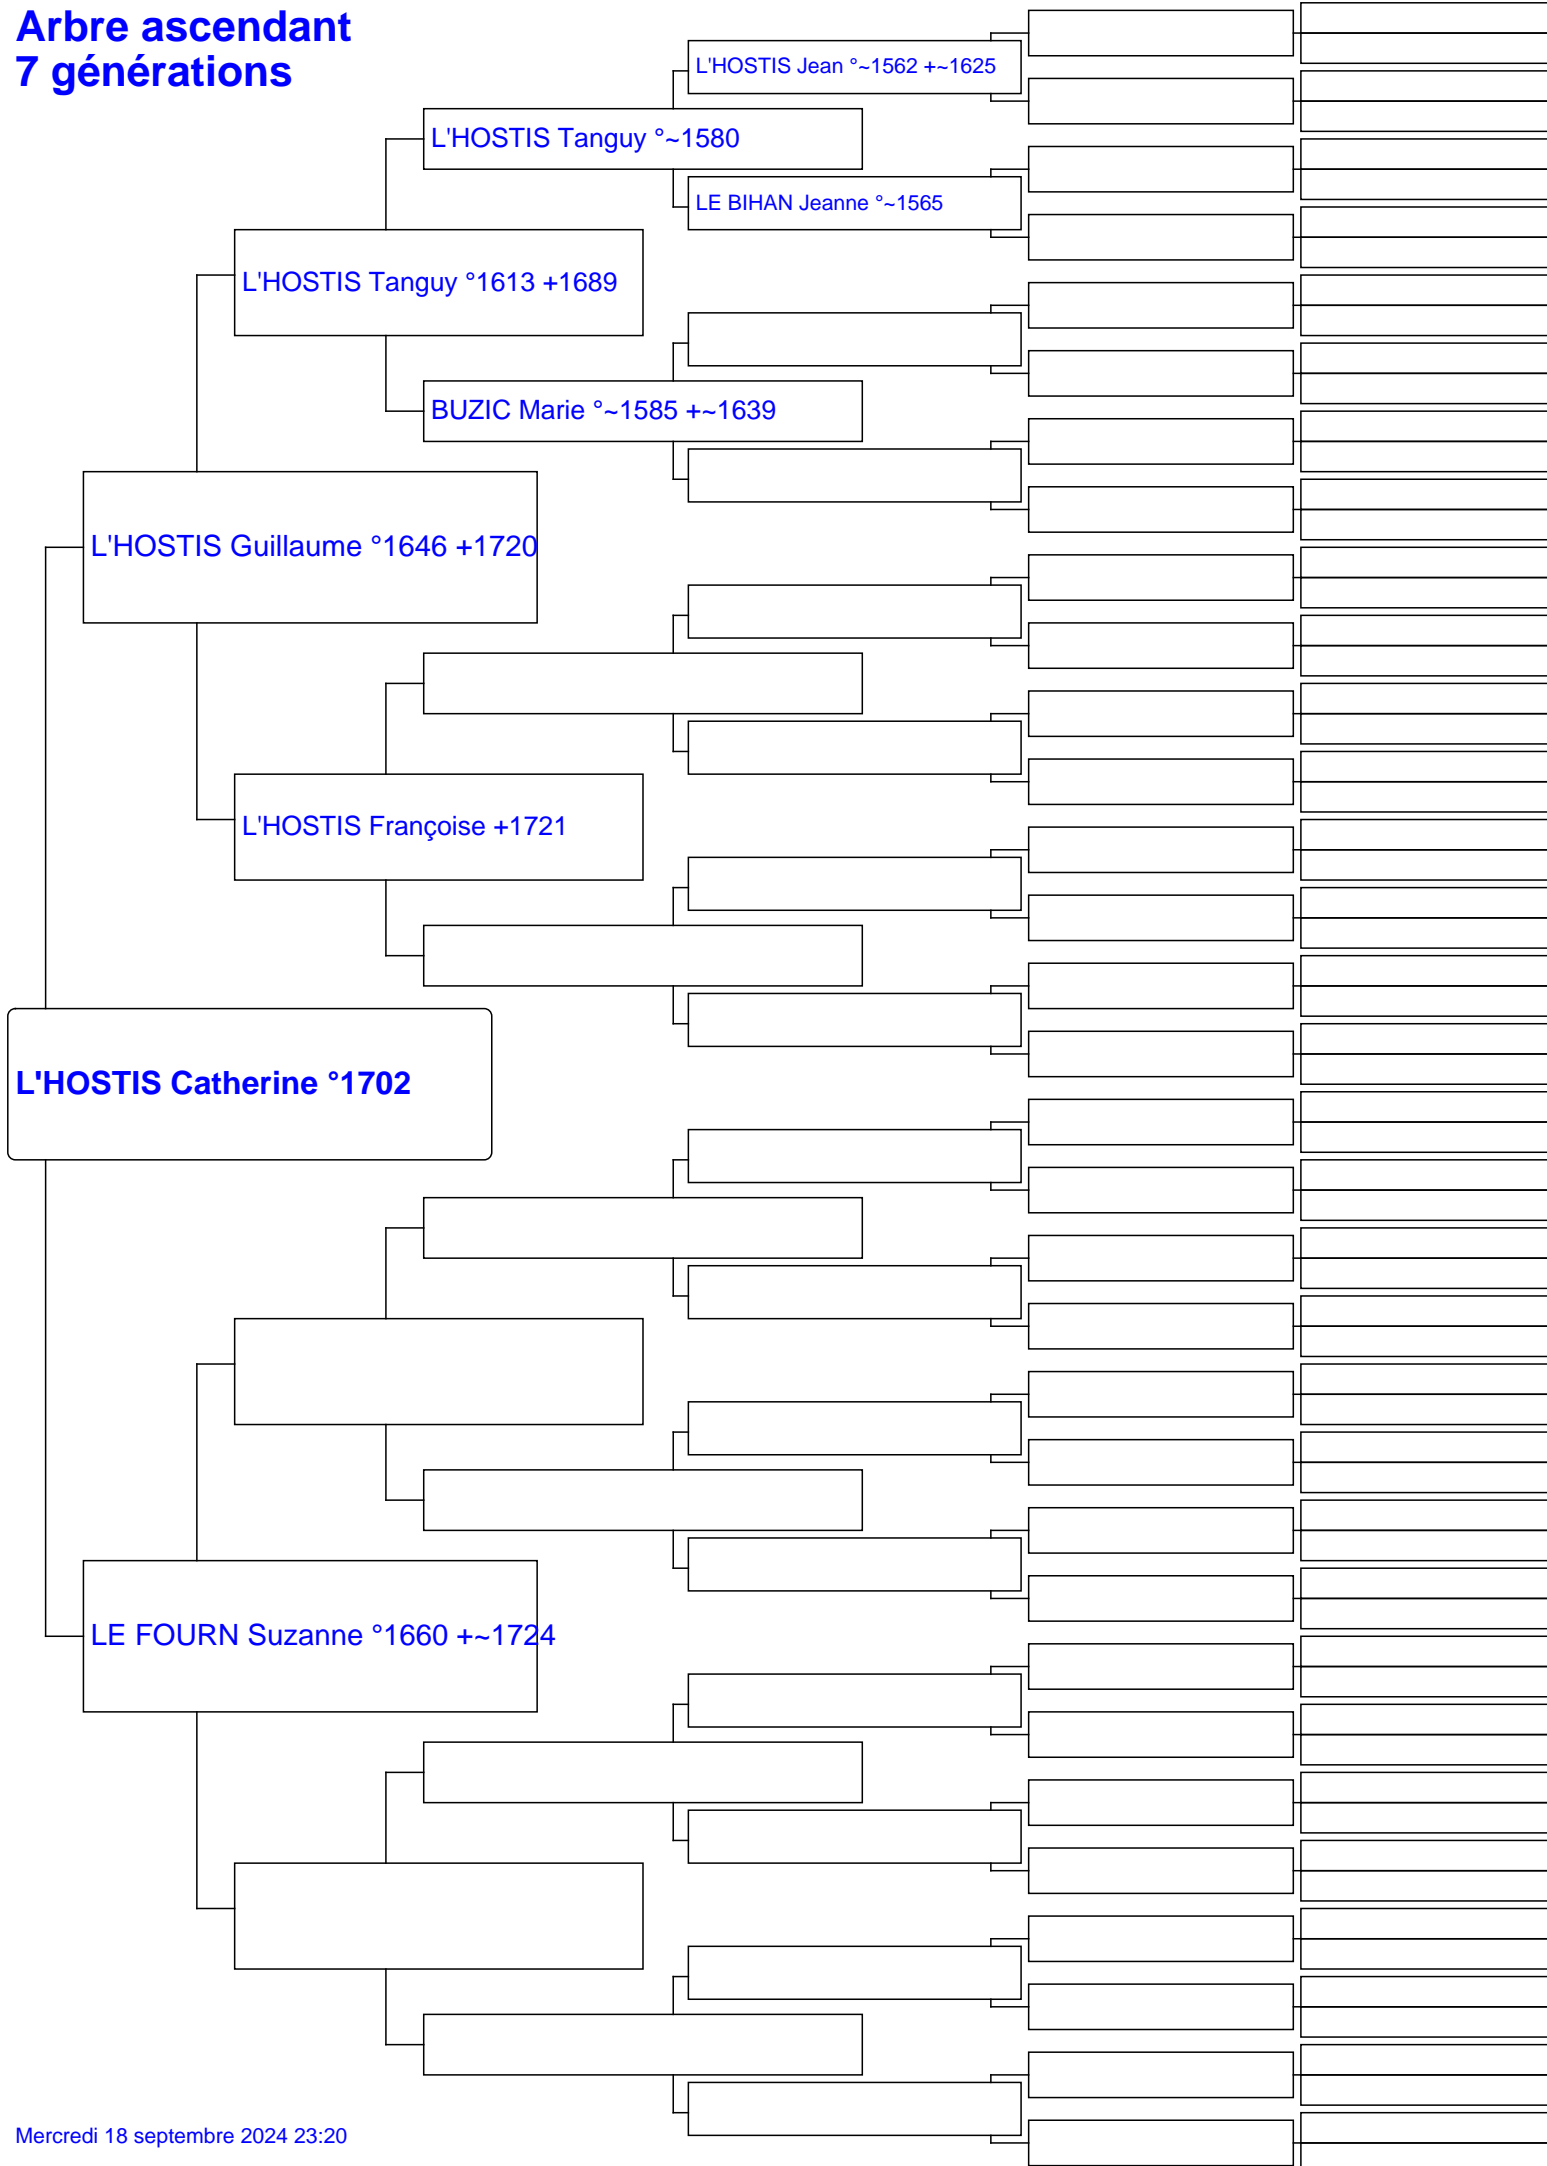 Arbre ascendant
7 générations
L'HOSTIS Jean °~1562 +~1625
L'HOSTIS Tanguy °~1580
LE BIHAN Jeanne °~1565
L'HOSTIS Tanguy °1613 +1689
BUZIC Marie °~1585 +~1639
L'HOSTIS Guillaume °1646 +1720
L'HOSTIS Françoise +1721
L'HOSTIS Catherine °1702
LE FOURN Suzanne °1660 +~1724
Mercredi 18 septembre 2024 23:20